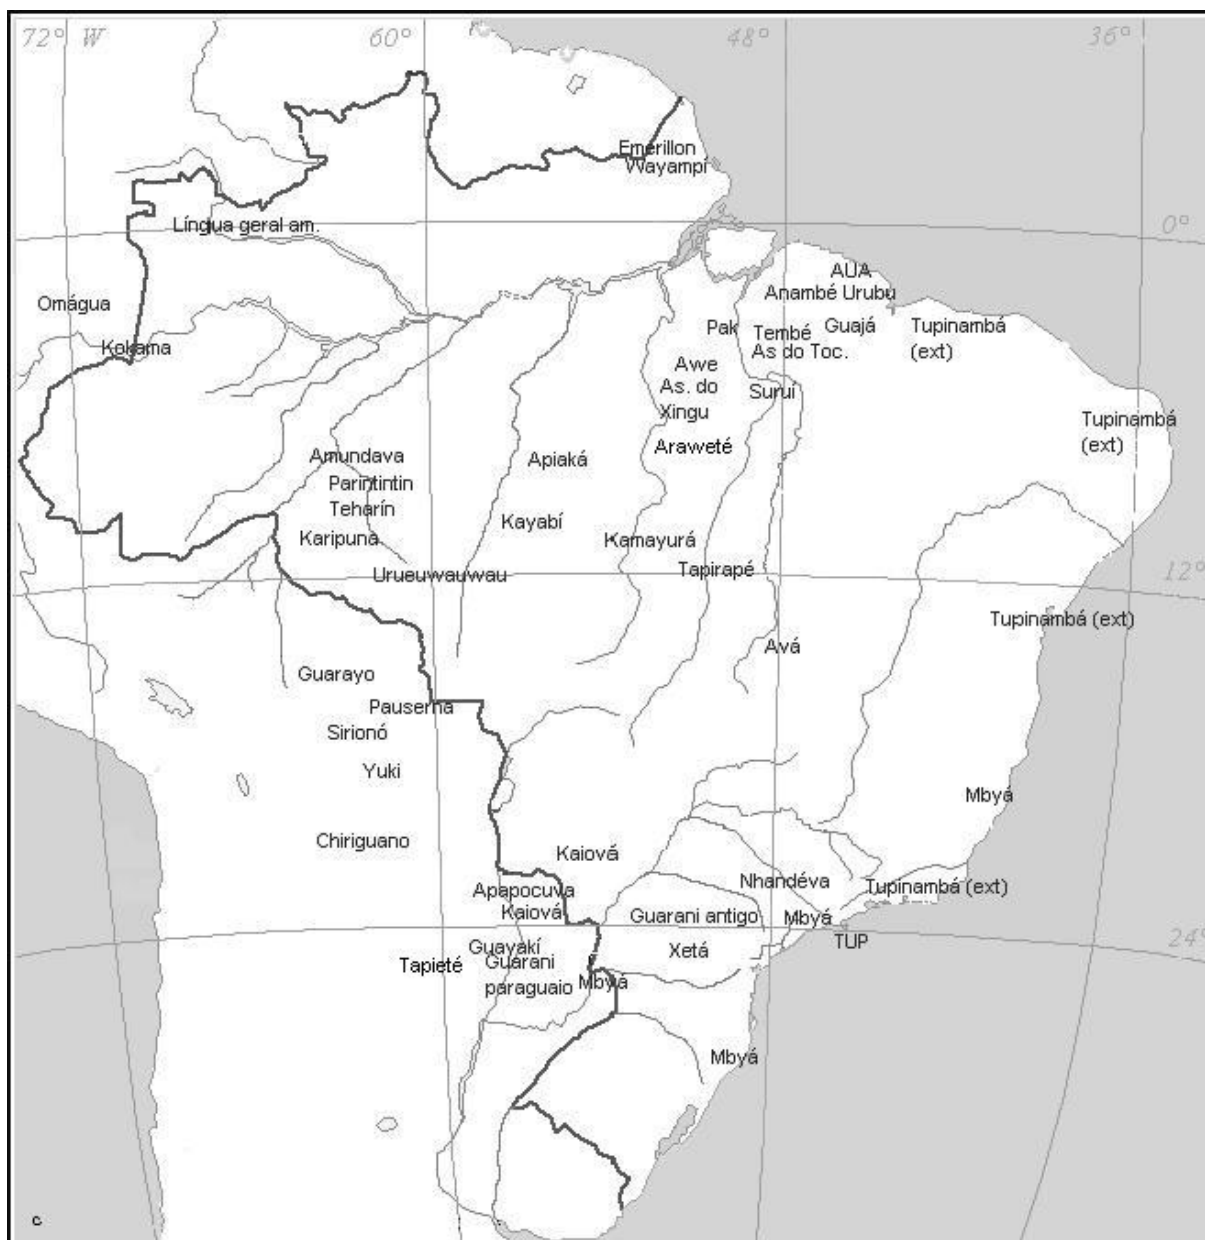 72° W
60°
48°
36°
Emerillon
Wayampí
Língua geral am.
0°
AUA
Omágua
Anambé Urubu
Kokama
Pak
Tembé
Guajá
Tupinambá
As do Toc.
(ext)
Awe
As. do
Xingu
Suruí
Tupinambá
(ext)
Araweté
Amundava
Apiaká
Parintintin
Teharín
Kayabí
Karipuna
Kamayurá
Urueuwauwau
Tapirapé
12°
Tupinambá (ext)
Avá
Guarayo
Pauserna
Sirionó
Yuki
Mbyá
Chiriguano
Kaiová
Nhandéva
Tupinambá (ext)
Apapocuva
Kaiová
Guarani antigo
Mbyá
TUP
24°
Guayakí
Xetá
Tapieté
Guarani
paraguaio
Mbyá
Mbyá
c